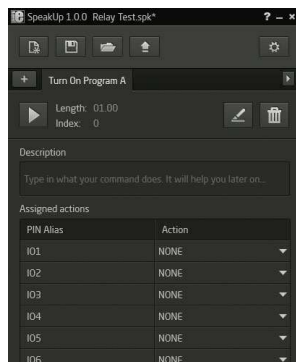 SpeakUp 1.0.0 Relay Test.spk*
Turn On Program A
Length: 01.00
Index: 0
Description
Type in what your command does. It will help you later on...
Assigned actions
PIN Alias Action
IO1 NONE
IO2 NONE
IO3 NONE
IO4 NONE
IO5 NONE
IO6 NONE